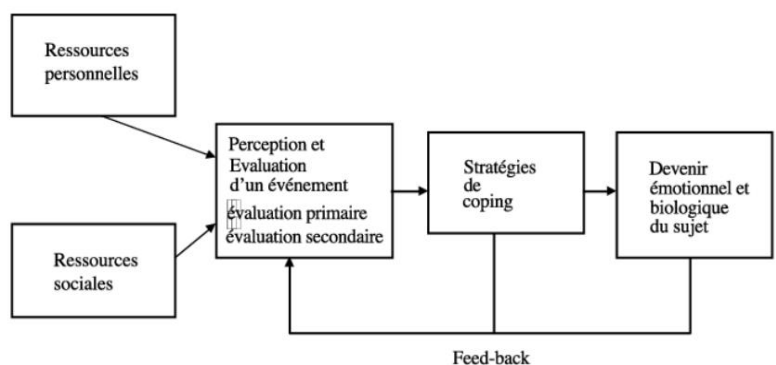 Ressources
personnelles
Ressources
sociales
Perception et
Evaluation
d'un événement
évaluation primaire
évaluation secondaire
Stratégies
de
coping
Devenir
émotionnel et
biologique
du sujet
Feed-back